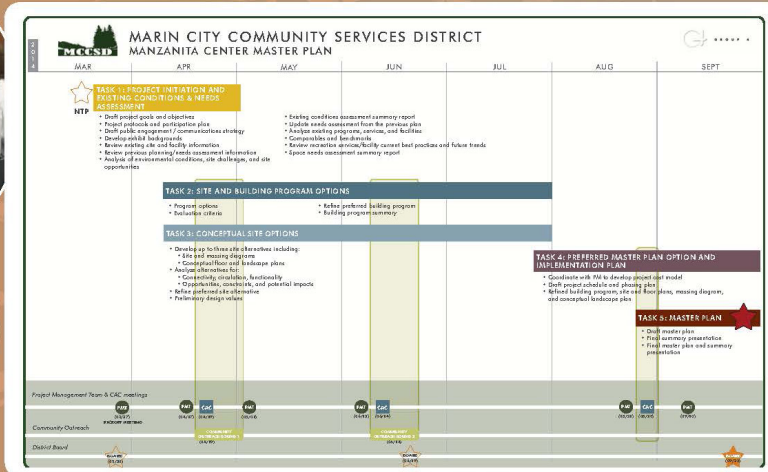 2014
MCCSD
MARIN CITY COMMUNITY SERVICES DISTRICT
MANZANITA CENTER MASTER PLAN
GROUP 4
MAR APR MAY JUN JUL AUG SEPT
NTP
TASK 1: PROJECT INITIATION AND
EXISTING CONDITIONS & NEEDS
ASSESSMENT
• Draft project goals and objectives
• Project protocols and participation plan
• Draft public engagement / communications strategy
• Develop exhibit backgrounds
• Review existing site and facility information
• Review previous planning/needs assessment information
• Analysis of environmental conditions, site challenges, and site
opportunities
• Existing conditions assessment summary report
• Update needs assessment from the previous plan
• Analyze existing programs, services, and facilities
• Comparables and benchmarks
• Review recreation services/facility current best practices and future trends
• Space needs assessment summary report
TASK 2: SITE AND BUILDING PROGRAM OPTIONS
• Program options
• Evaluation criteria
• Refine preferred building program
• Building program summary
TASK 3: CONCEPTUAL SITE OPTIONS
• Develop up to three site alternatives including:
• Site and massing diagrams
• Conceptual floor and landscape plans
• Analyze alternatives for:
• Connectivity, circulation, functionality
• Opportunities, constraints, and potential impacts
• Refine preferred site alternative
• Preliminary design values
TASK 4: PREFERRED MASTER PLAN OPTION AND
IMPLEMENTATION PLAN
• Coordinate with PM to develop project cost model
• Draft project schedule and phasing plan
• Refined building program, site and floor plans, massing diagram,
and conceptual landscape plan
TASK 5: MASTER PLAN
• Draft master plan
• Final summary presentation
• Final master plan and summary
presentation
Project Management Team & CAC meetings
PMT PMT CAC PMT PMT CAC PMT CAC PMT
Community Outreach
COMMUNITY
COMMUNITY
District Board